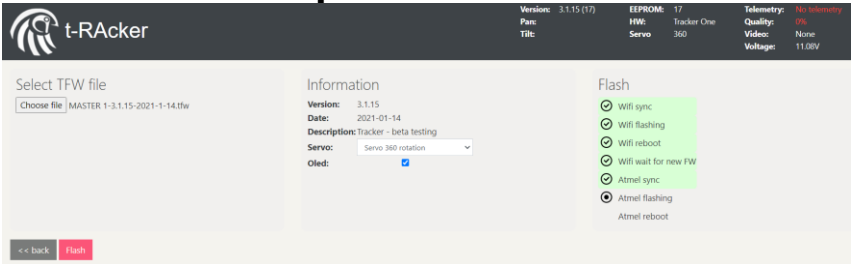 t-RAcker
Version: 3.1.15 (17)
Pan:
Tilt:
EEPROM: 17
HW: Tracker One
Servo 360
Telemetry: No telemetry
Quality: 0%
Video: None
Voltage: 11.08V
Select TFW file
Choose file MASTER 1-3.1.15-2021-1-14.tfw
Information
Version: 3.1.15
Date: 2021-01-14
Description: Tracker - beta testing
Servo: Servo 360 rotation
Oled:
Flash
Wifi sync
Wifi flashing
Wifi reboot
Wifi wait for new FW
Atmel sync
Atmel flashing
Atmel reboot
<< back Flash